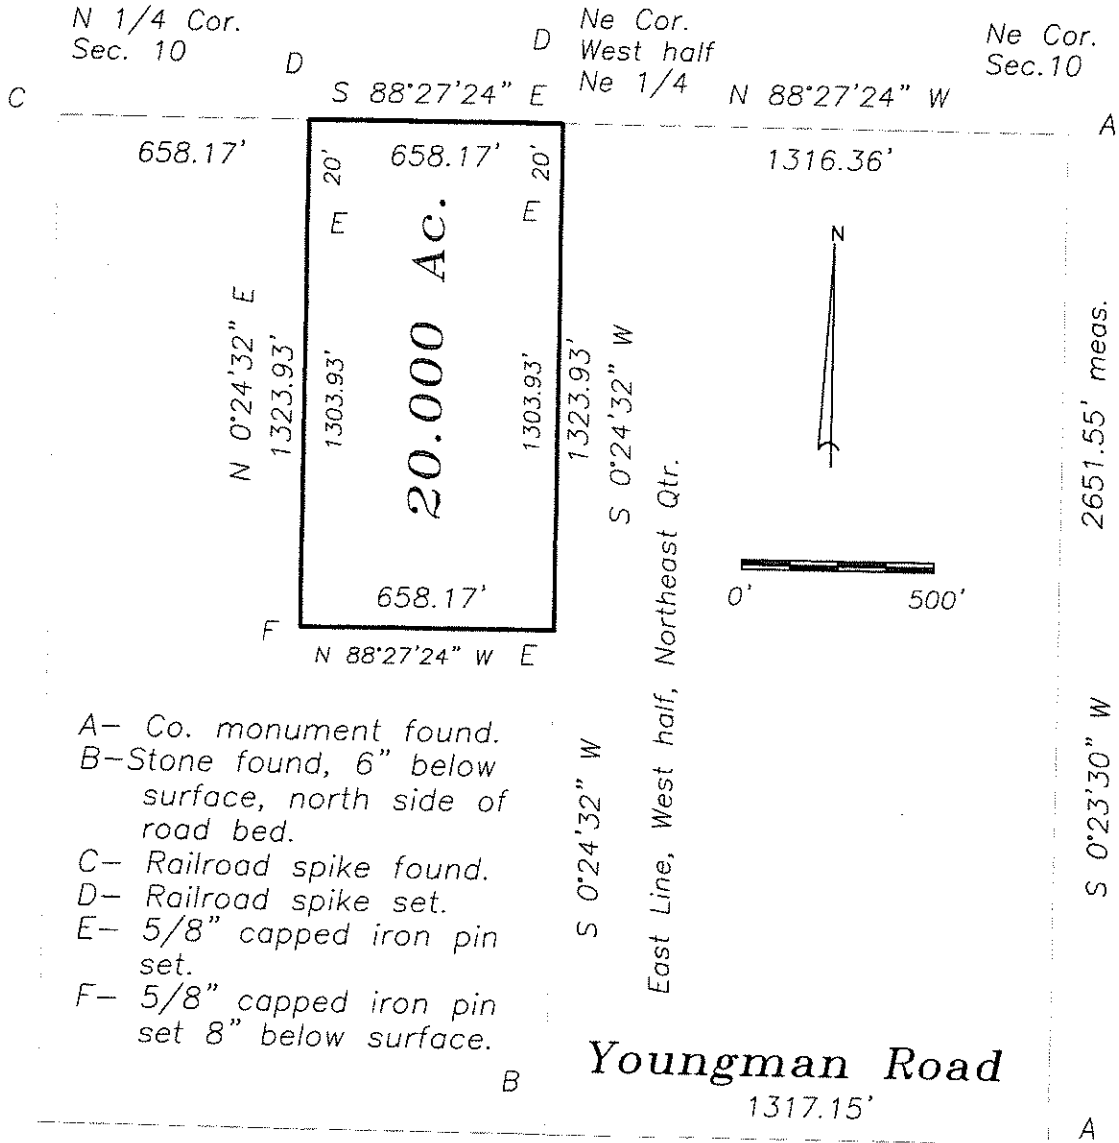 N 1/4 Cor.
Sec. 10
D
D
Ne Cor.
West half
Ne 1/4
Ne Cor.
Sec.10
C
S 88°27'24" E
N 88°27'24" W
A
658.17'
20'
658.17'
20'
1316.36'
E
E
N
N 0°24'32" E
1323.93'
1303.93'
20.000 Ac.
1303.93'
1323.93'
S 0°24'32" W
2651.55' meas.
0'
500'
658.17'
F
N 88°27'24" W
E
East Line, West half, Northeast Qtr.
S 0°24'32" W
S 0°23'30" W
A- Co. monument found.
B-Stone found, 6" below
surface, north side of
road bed.
C- Railroad spike found.
D- Railroad spike set.
E- 5/8" capped iron pin
set.
F- 5/8" capped iron pin
set 8" below surface.
B
Youngman Road
1317.15'
A